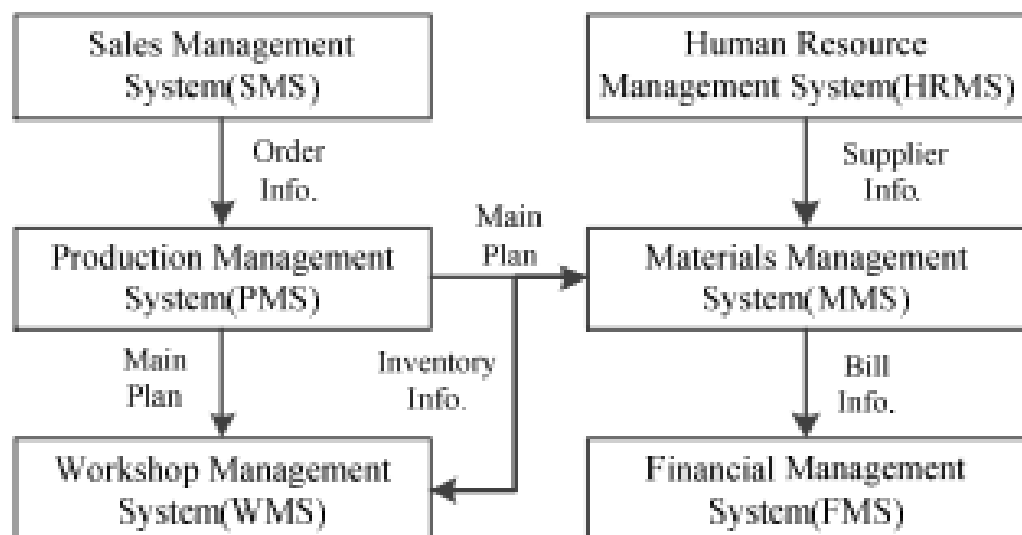 Sales Management
System(SMS)
Human Resource
Management System(HRMS)
Order
Info.
Supplier
Info.
Main
Plan
Production Management
System(PMS)
Materials Management
System(MMS)
Main
Plan
Inventory
Info.
Bill
Info.
Workshop Management
System(WMS)
Financial Management
System(FMS)